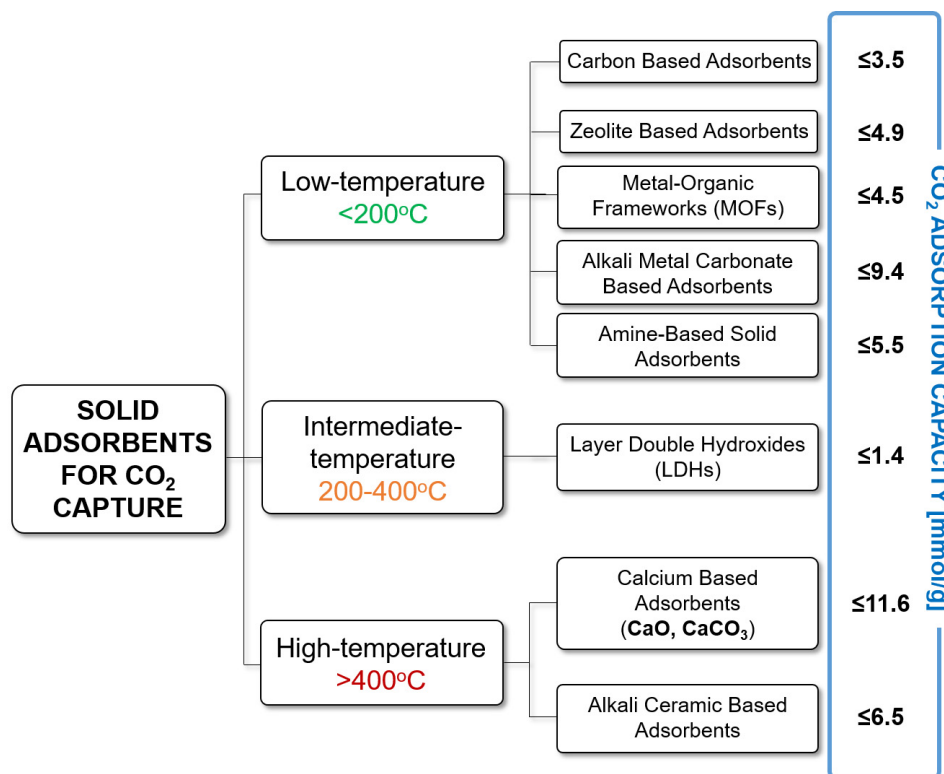 SOLID
ADSORBENTS
FOR CO₂
CAPTURE
Low-temperature
<200°C
Carbon Based Adsorbents
≤3.5
Zeolite Based Adsorbents
≤4.9
Metal-Organic
Frameworks (MOFs)
≤4.5
Alkali Metal Carbonate
Based Adsorbents
≤9.4
Amine-Based Solid
Adsorbents
≤5.5
Intermediate-
temperature
200-400°C
Layer Double Hydroxides
(LDHs)
≤1.4
High-temperature
>400°C
Calcium Based
Adsorbents
(CaO, CaCO₃)
≤11.6
Alkali Ceramic Based
Adsorbents
≤6.5
CO₂ ADSORPTION CAPACITY [mmol/g]